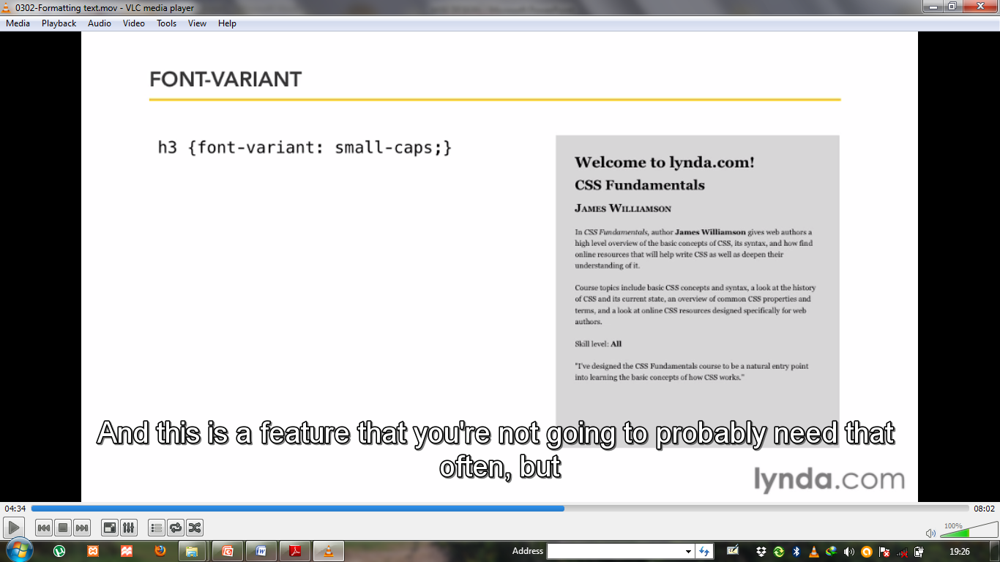 0302-Formatting text.mov - VLC media player
Media Playback Audio Video Tools View Help
FONT-VARIANT
h3 {font-variant: small-caps;}
Welcome to lynda.com!
CSS Fundamentals
JAMES WILLIAMSON
In CSS Fundamentals, author James Williamson gives web authors a
high level overview of the basic concepts of CSS, its syntax, and how find
online resources that will help write CSS as well as deepen their
understanding of it.
Course topics include basic CSS concepts and syntax, a look at the history
of CSS and its current state, an overview of common CSS properties and
terms, and a look at online CSS resources designed specifically for web
authors.
Skill level: All
"I've designed the CSS Fundamentals course to be a natural entry point
into learning the basic concepts of how CSS works."
And this is a feature that you're not going to probably need that
often, but
lynda.com
04:34 08:02
100%
Address 19:26